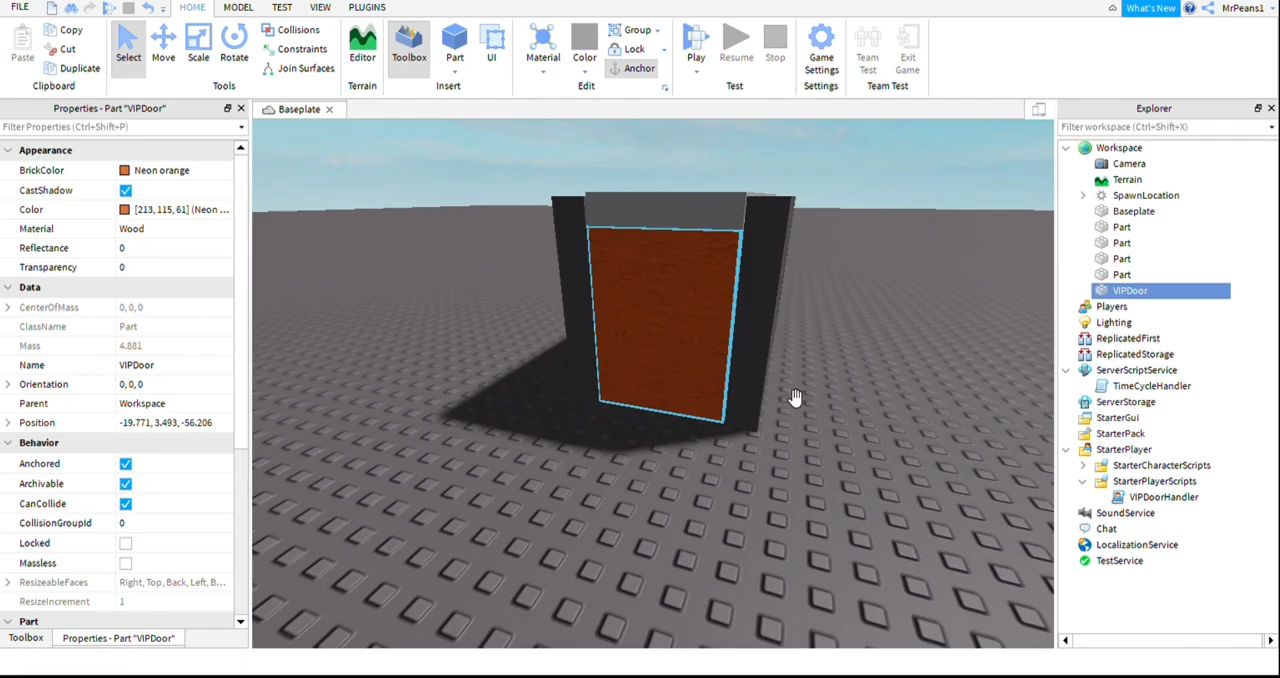 FILE HOME MODEL TEST VIEW PLUGINS What's New MrPeans1
Paste Copy Cut Duplicate Select Move Scale Rotate Collisions Constraints Join Surfaces Editor Toolbox Part UI Material Color Group Lock Anchor Play Resume Stop Game Settings Team Test Exit Game
Clipboard Tools Terrain Insert Edit Test Settings Team Test
Properties - Part "VIPDoor"
Filter Properties (Ctrl+Shift+P)
Appearance
BrickColor Neon orange
CastShadow
Color [213, 115, 61] (Neon ...
Material Wood
Reflectance 0
Transparency 0
Data
CenterOfMass 0,0,0
ClassName Part
Mass 4.881
Name VIPDoor
Orientation 0,0,0
Parent Workspace
Position -19.771, 3.493, -56.206
Behavior
Anchored
Archivable
CanCollide
CollisionGroupId 0
Locked
Massless
ResizeableFaces Right, Top, Back, Left, B...
ResizeIncrement 1
Part
Toolbox Properties - Part "VIPDoor"
Baseplate
Explorer
Filter workspace (Ctrl+Shift+X)
Workspace
Camera
Terrain
SpawnLocation
Baseplate
Part
Part
Part
Part
VIPDoor
Players
Lighting
ReplicatedFirst
ReplicatedStorage
ServerScriptService
TimeCycleHandler
ServerStorage
StarterGui
StarterPack
StarterPlayer
StarterCharacterScripts
StarterPlayerScripts
VIPDoorHandler
SoundService
Chat
LocalizationService
TestService